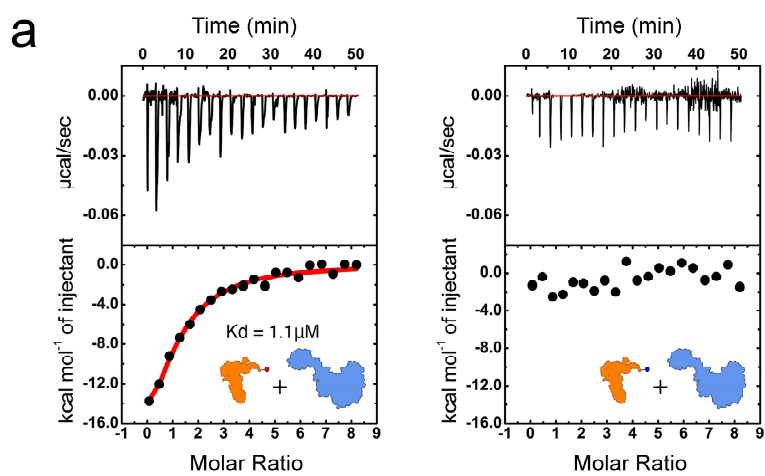 a
Time (min)
0 10 20 30 40 50
0.00
-0.03
-0.06
µcal/sec
0.0
-4.0
-8.0
-12.0
-16.0
kcal mol⁻¹ of injectant
Kd = 1.1µM
+
-1 0 1 2 3 4 5 6 7 8 9
Molar Ratio
Time (min)
0 10 20 30 40 50
0.00
-0.03
-0.06
µcal/sec
0.0
-4.0
-8.0
-12.0
-16.0
kcal mol⁻¹ of injectant
+
-1 0 1 2 3 4 5 6 7 8 9
Molar Ratio